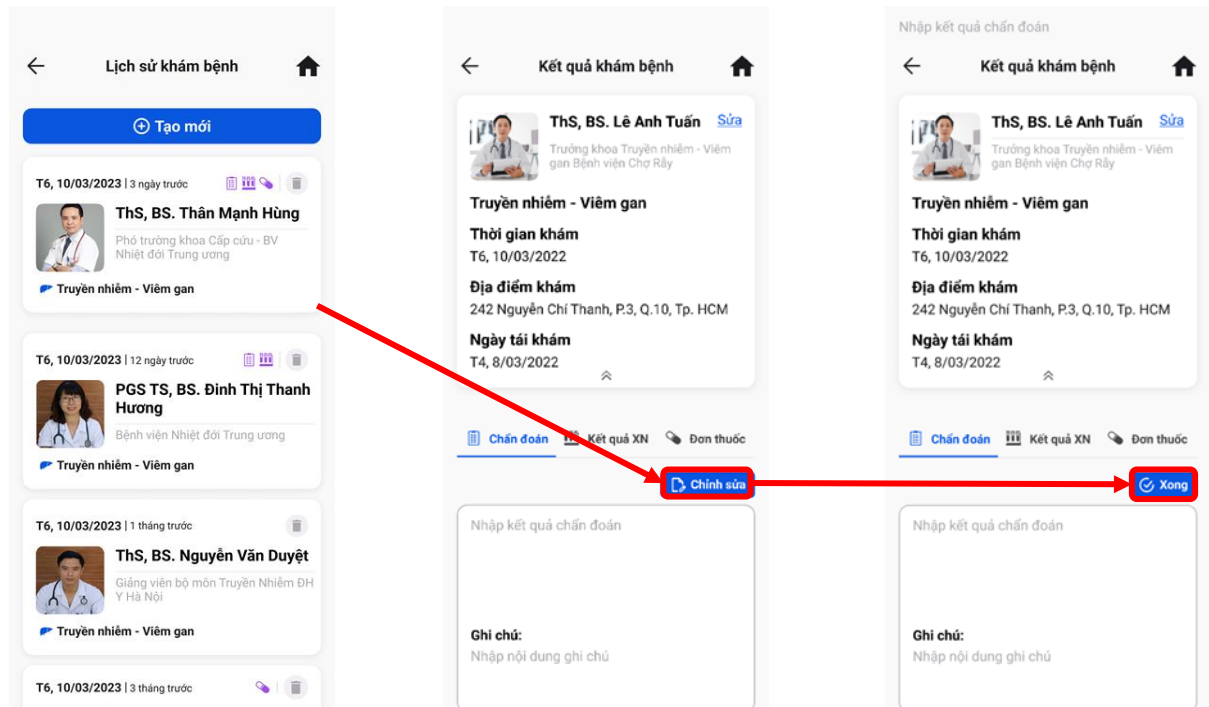 Lịch sử khám bệnh
Tạo mới
T6, 10/03/2023 | 3 ngày trước
ThS, BS. Thân Mạnh Hùng
Phó trường khoa Cấp cứu - BV
Nhiệt đới Trung ương
Truyền nhiễm - Viêm gan
T6, 10/03/2023 | 12 ngày trước
PGS TS, BS. Đinh Thị Thanh
Hương
Bệnh viện Nhiệt đới Trung ương
Truyền nhiễm - Viêm gan
T6, 10/03/2023 | 1 tháng trước
ThS, BS. Nguyễn Văn Duyệt
Giảng viên bộ môn Truyền Nhiễm ĐH
Y Hà Nội
Truyền nhiễm - Viêm gan
T6, 10/03/2023 | 3 tháng trước
Kết quả khám bệnh
ThS, BS. Lê Anh Tuấn Sửa
Trưởng khoa Truyền nhiễm - Viêm
gan Bệnh viện Chợ Rẫy
Truyền nhiễm - Viêm gan
Thời gian khám
T6, 10/03/2022
Địa điểm khám
242 Nguyễn Chí Thanh, P.3, Q.10, Tp. HCM
Ngày tái khám
T4, 8/03/2022
Chẩn đoán Kết quả XN Đơn thuốc
Chỉnh sửa
Nhập kết quả chẩn đoán
Ghi chú:
Nhập nội dung ghi chú
Nhập kết quả chẩn đoán
Kết quả khám bệnh
ThS, BS. Lê Anh Tuấn Sửa
Trưởng khoa Truyền nhiễm - Viêm
gan Bệnh viện Chợ Rẫy
Truyền nhiễm - Viêm gan
Thời gian khám
T6, 10/03/2022
Địa điểm khám
242 Nguyễn Chí Thanh, P.3, Q.10, Tp. HCM
Ngày tái khám
T4, 8/03/2022
Chẩn đoán Kết quả XN Đơn thuốc
Xong
Nhập kết quả chẩn đoán
Ghi chú:
Nhập nội dung ghi chú